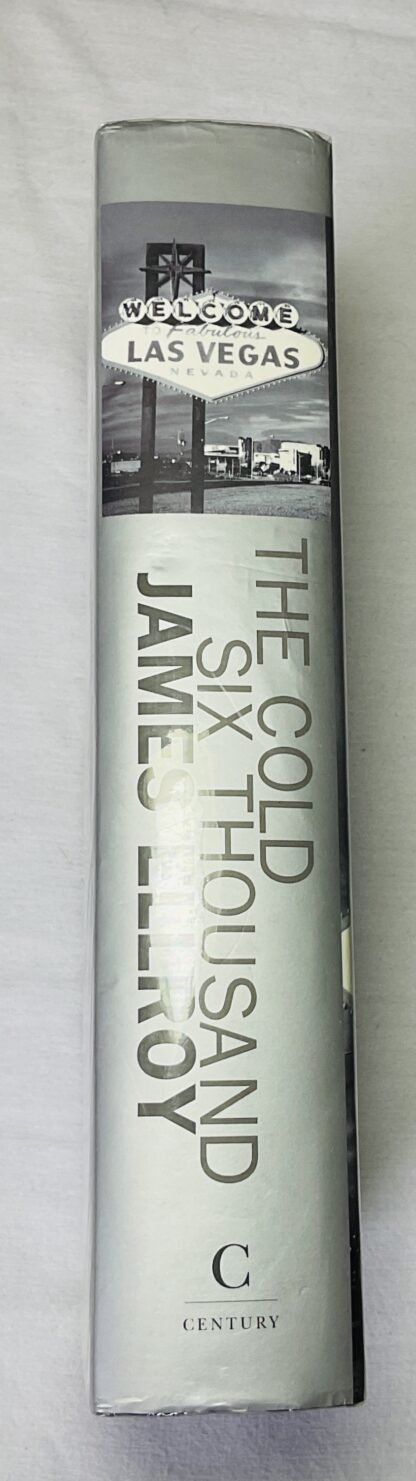 WELCOME
TO Fabulous
LAS VEGAS
NEVADA
THE COLD
SIX THOUSAND
JAMES ELLROY
C
CENTURY